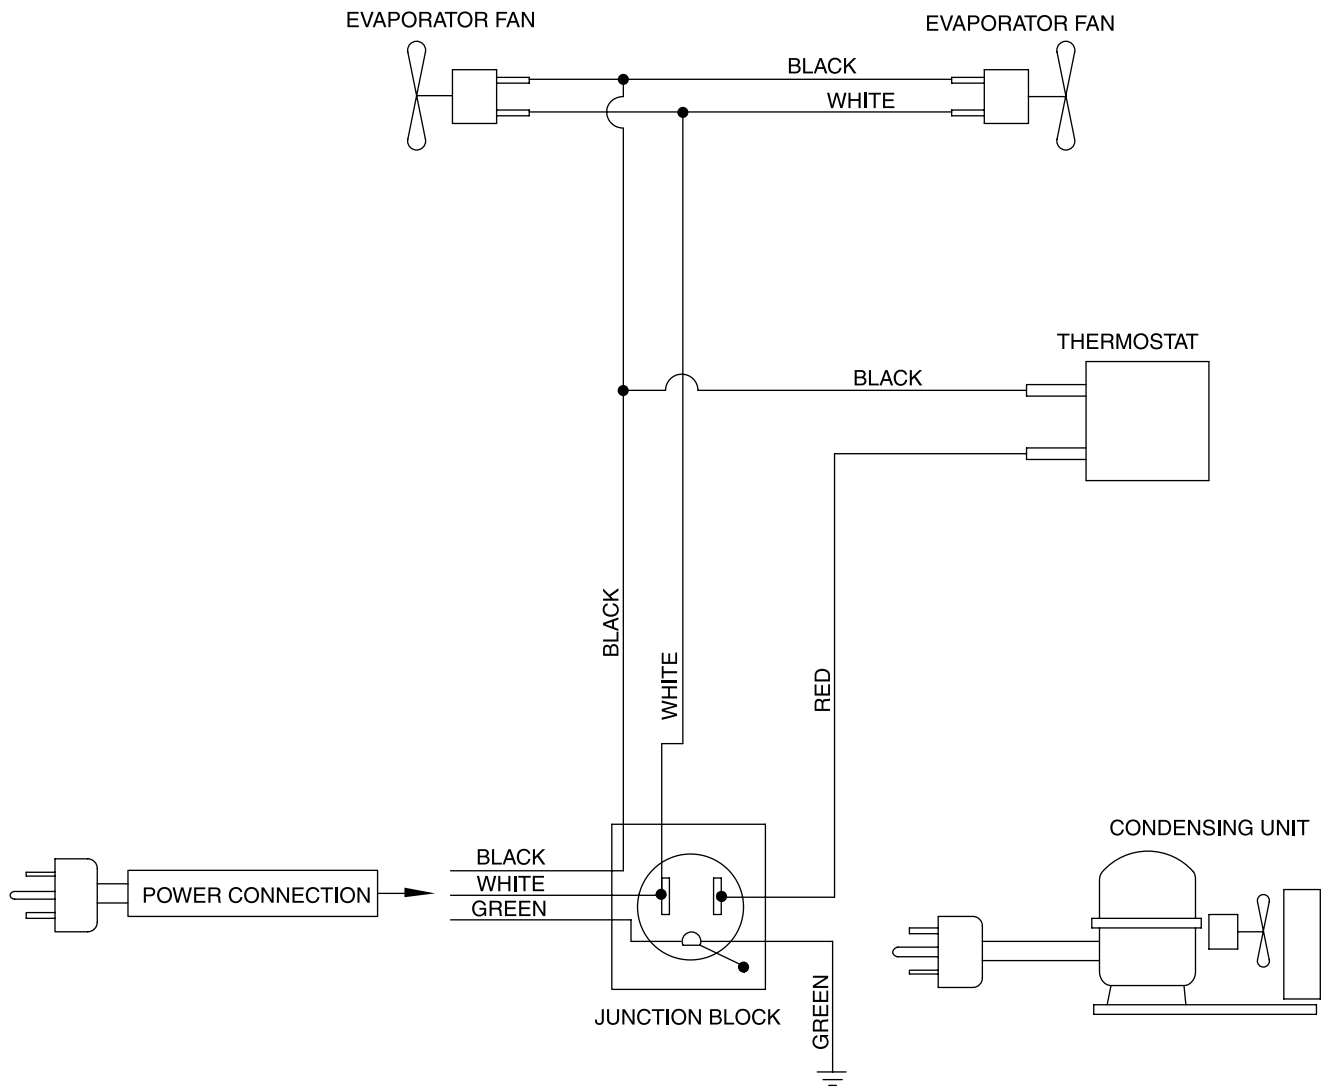 EVAPORATOR FAN
EVAPORATOR FAN
BLACK
WHITE
THERMOSTAT
BLACK
BLACK
WHITE
RED
CONDENSING UNIT
BLACK
WHITE
GREEN
POWER CONNECTION
JUNCTION BLOCK
GREEN